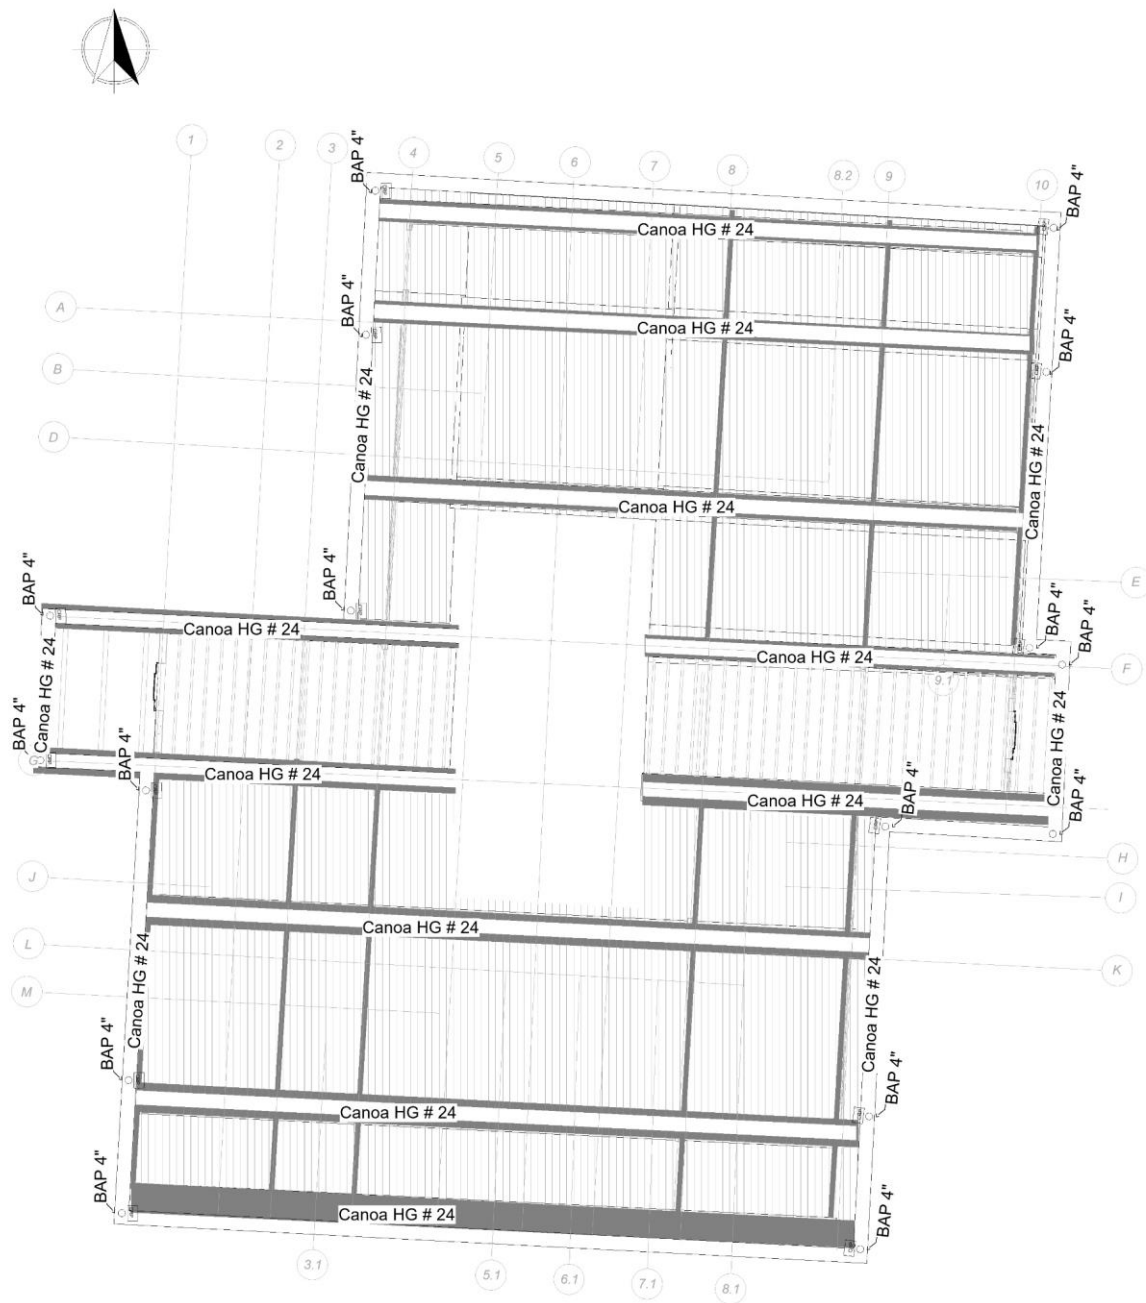 1
2
3
BAP 4"
4
5
6
7
8
8.2
9
10
BAP 4"
Canoa HG # 24
A
BAP 4"
Canoa HG # 24
BAP 4"
B
Canoa HG # 24
D
Canoa HG # 24
Canoa HG # 24
E
BAP 4"
BAP 4"
Canoa HG # 24
BAP 4"
BAP 4"
Canoa HG # 24
F
Canoa HG # 24
9.1
Canoa HG # 24
BAP 4"
G
BAP 4"
Canoa HG # 24
Canoa HG # 24
BAP 4"
BAP 4"
H
J
I
Canoa HG # 24
L
K
Canoa HG # 24
Canoa HG # 24
M
BAP 4"
BAP 4"
Canoa HG # 24
BAP 4"
Canoa HG # 24
BAP 4"
3.1
5.1
6.1
7.1
8.1